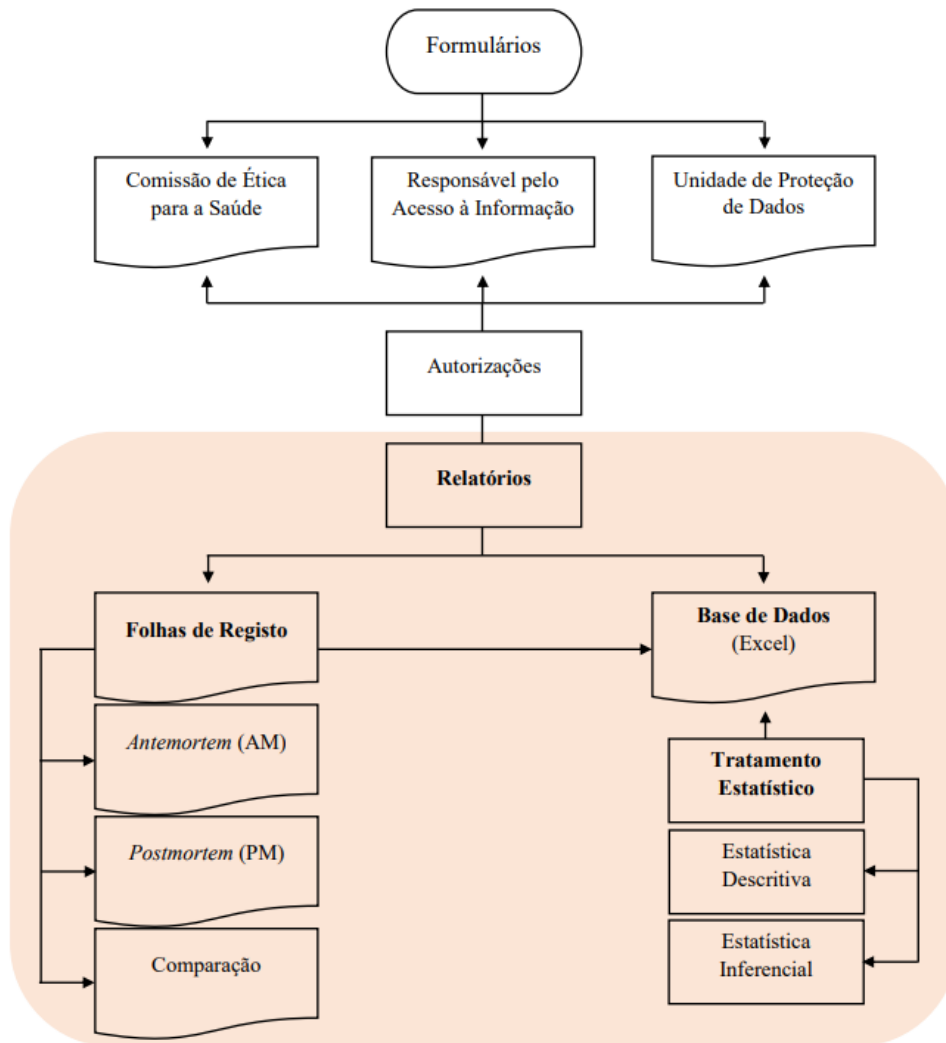 Formulários
Comissão de Ética
para a Saúde
Responsável pelo
Acesso à Informação
Unidade de Proteção
de Dados
Autorizações
Relatórios
Folhas de Registo
Base de Dados
(Excel)
Antemortem (AM)
Postmortem (PM)
Comparação
Tratamento
Estatístico
Estatística
Descritiva
Estatística
Inferencial